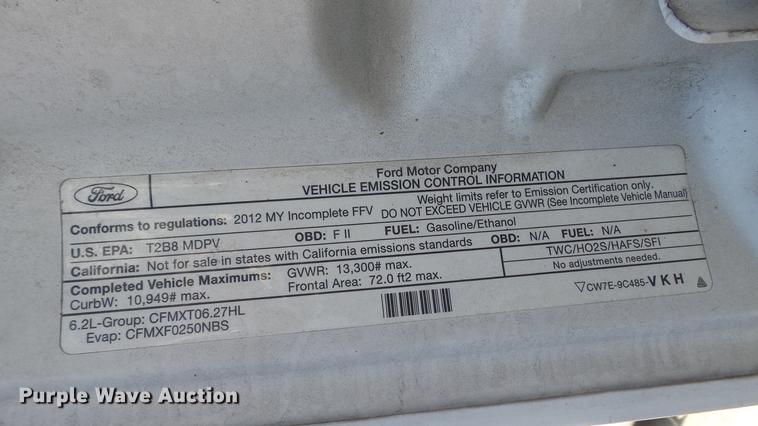 Ford
Ford Motor Company
VEHICLE EMISSION CONTROL INFORMATION
Conforms to regulations: 2012 MY Incomplete FFV
Weight limits refer to Emission Certification only.
DO NOT EXCEED VEHICLE GVWR (See Incomplete Vehicle Manual)
U.S. EPA: T2B8 MDPV OBD: F II FUEL: Gasoline/Ethanol
California: Not for sale in states with California emissions standards OBD: N/A FUEL: N/A
Completed Vehicle Maximums: GVWR: 13,300# max.
CurbW: 10,949# max. Frontal Area: 72.0 ft2 max.
TWC/HO2S/HAFS/SFI
No adjustments needed.
6.2L-Group: CFMXT06.27HL
Evap: CFMXF0250NBS
CW7E-9C485-VKH
Purple Wave Auction